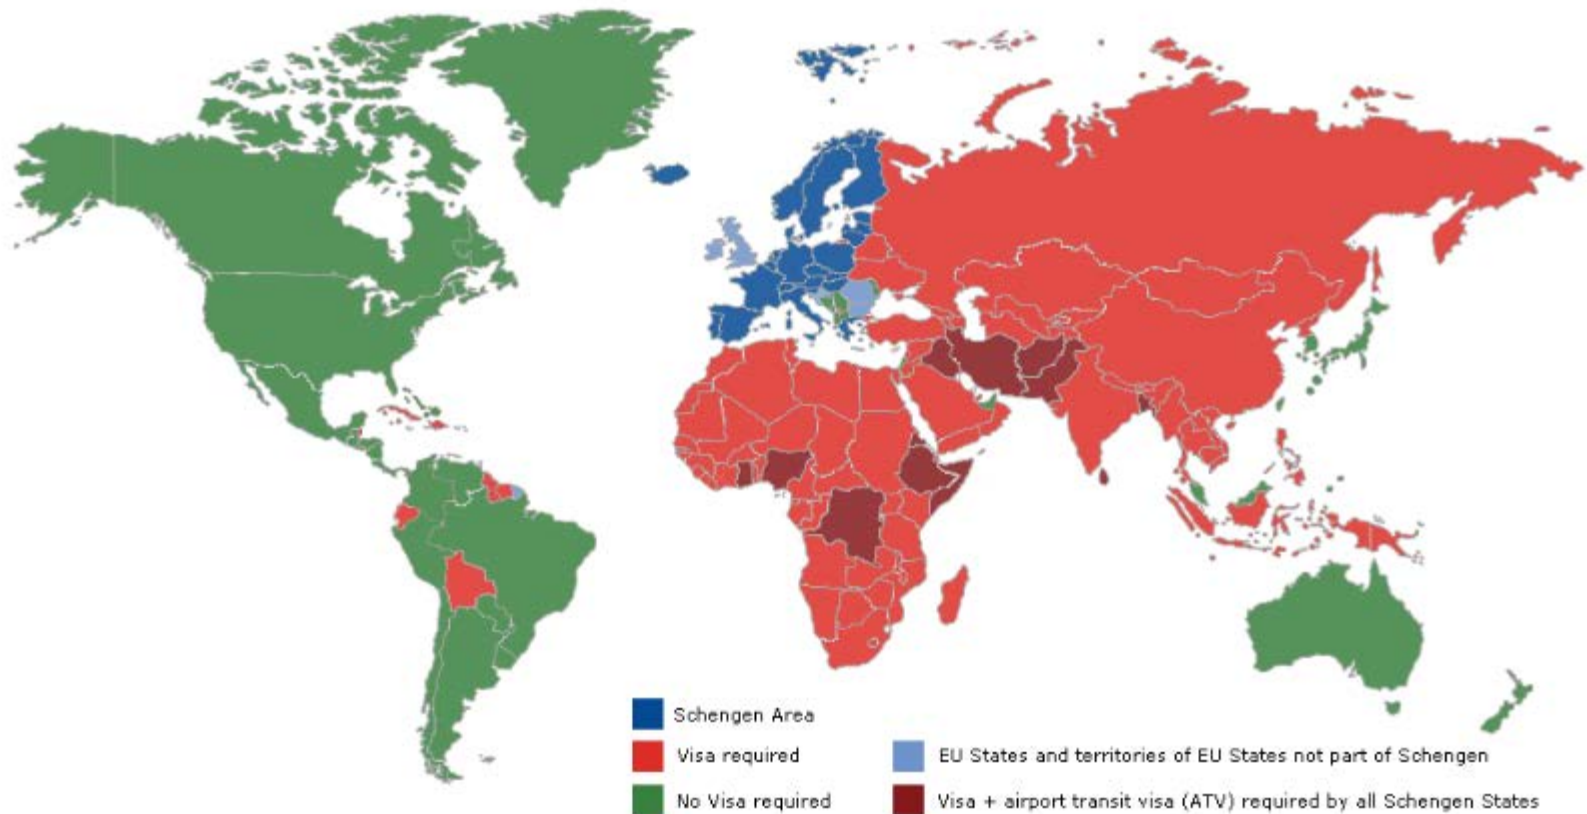 Schengen Area
Visa required
EU States and territories of EU States not part of Schengen
No Visa required
Visa + airport transit visa (ATV) required by all Schengen States